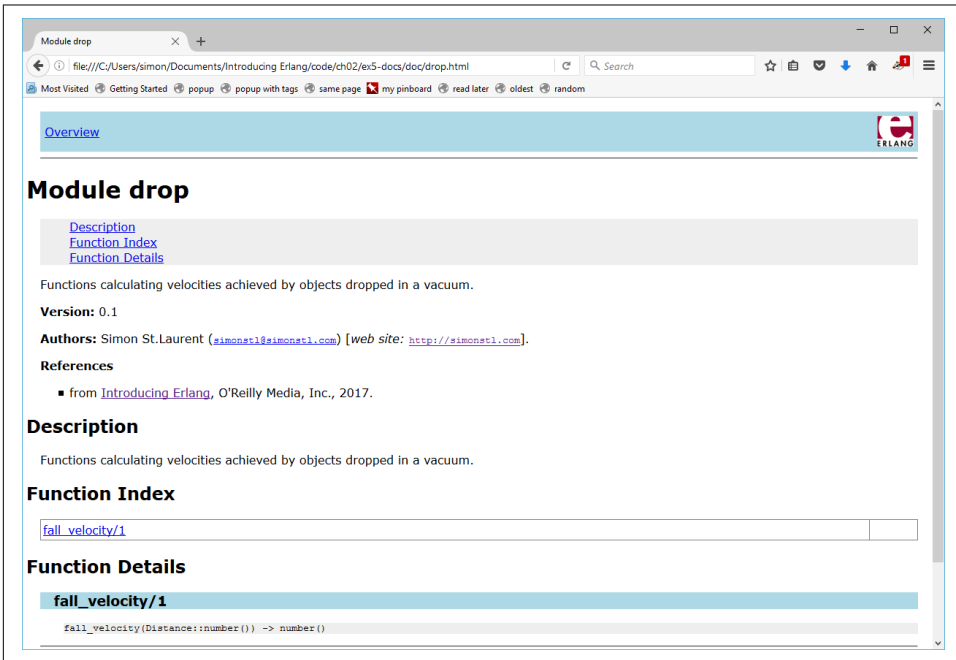 Module drop
file:///C:/Users/simon/Documents/Introducing Erlang/code/ch02/ex5-docs/doc/drop.html
Search
1
Most Visited Getting Started popup popup with tags same page my pinboard read later oldest random
Overview
ERLANG
Module drop
Description
Function Index
Function Details
Functions calculating velocities achieved by objects dropped in a vacuum.
Version: 0.1
Authors: Simon St.Laurent (simonstl@simonstl.com) [web site: http://simonstl.com].
References
from Introducing Erlang, O'Reilly Media, Inc., 2017.
Description
Functions calculating velocities achieved by objects dropped in a vacuum.
Function Index
fall_velocity/1
Function Details
fall_velocity/1
fall_velocity(Distance::number()) -> number()